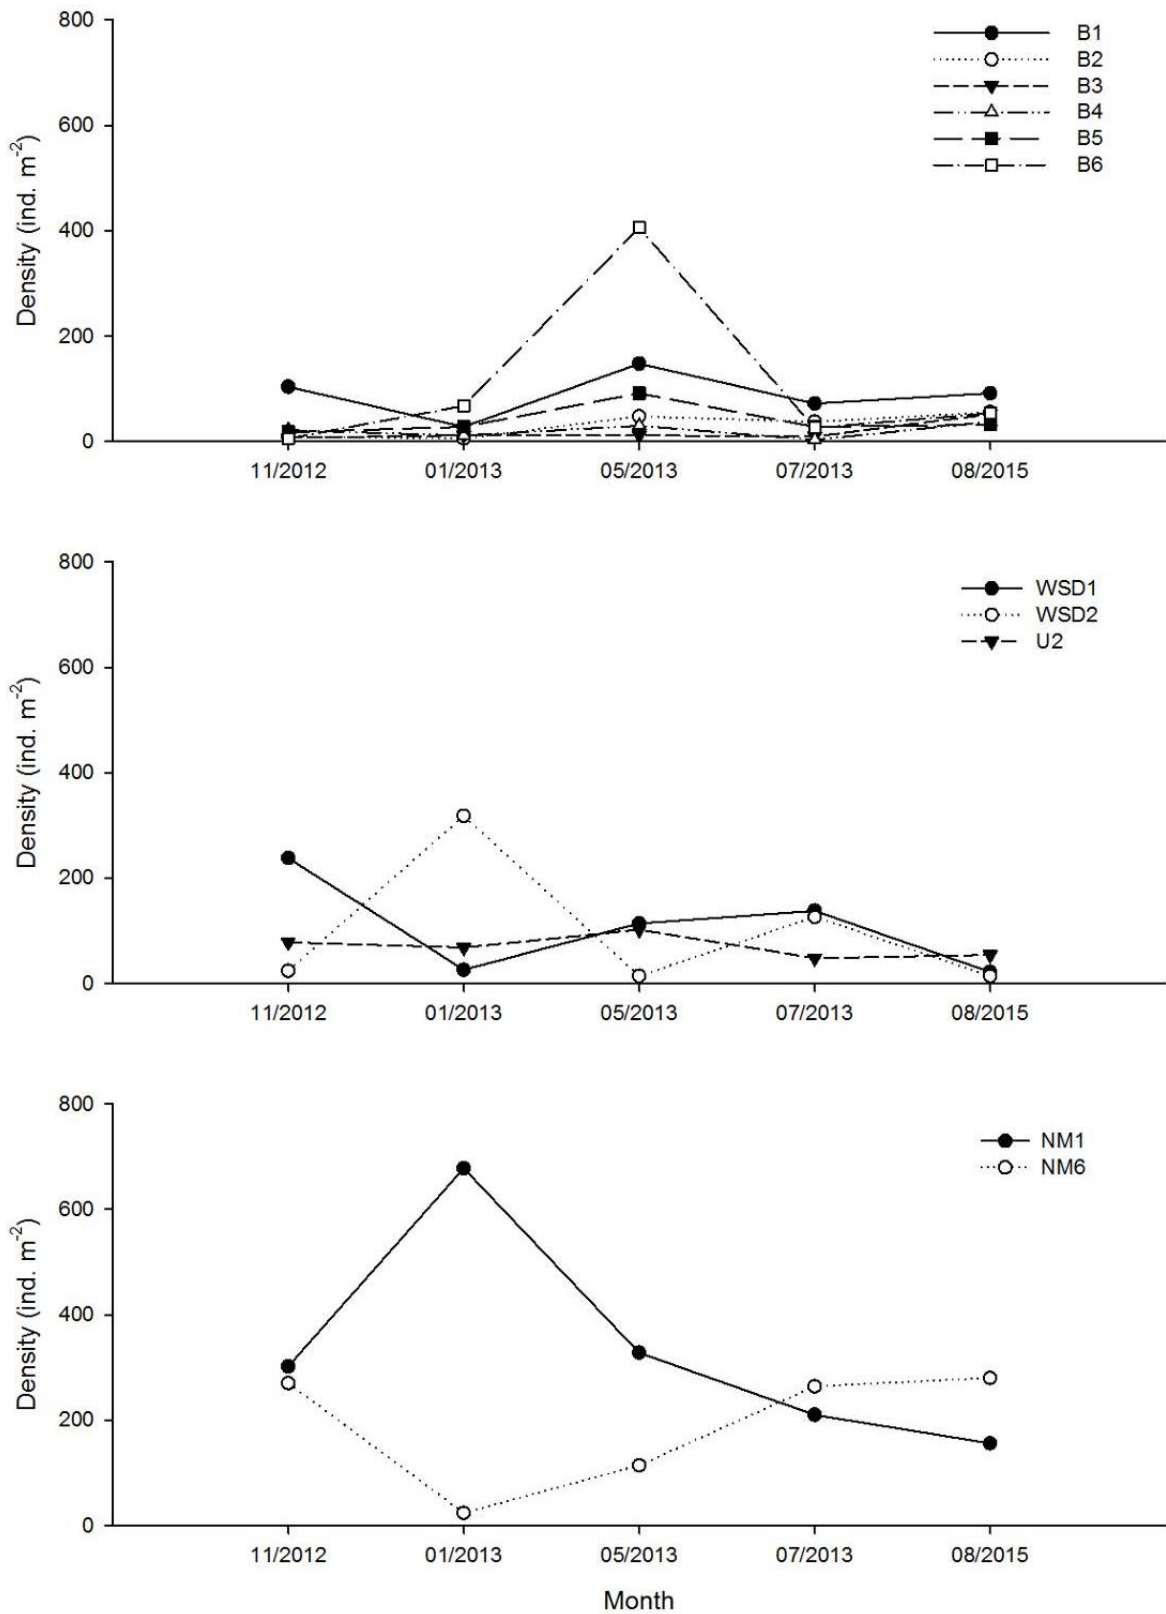 800
600
400
200
0
Density (ind. m-2)
B1
B2
B3
B4
B5
B6
11/2012 01/2013 05/2013 07/2013 08/2015
800
600
400
200
0
Density (ind. m-2)
WSD1
WSD2
U2
11/2012 01/2013 05/2013 07/2013 08/2015
800
600
400
200
0
Density (ind. m-2)
NM1
NM6
11/2012 01/2013 05/2013 07/2013 08/2015
Month